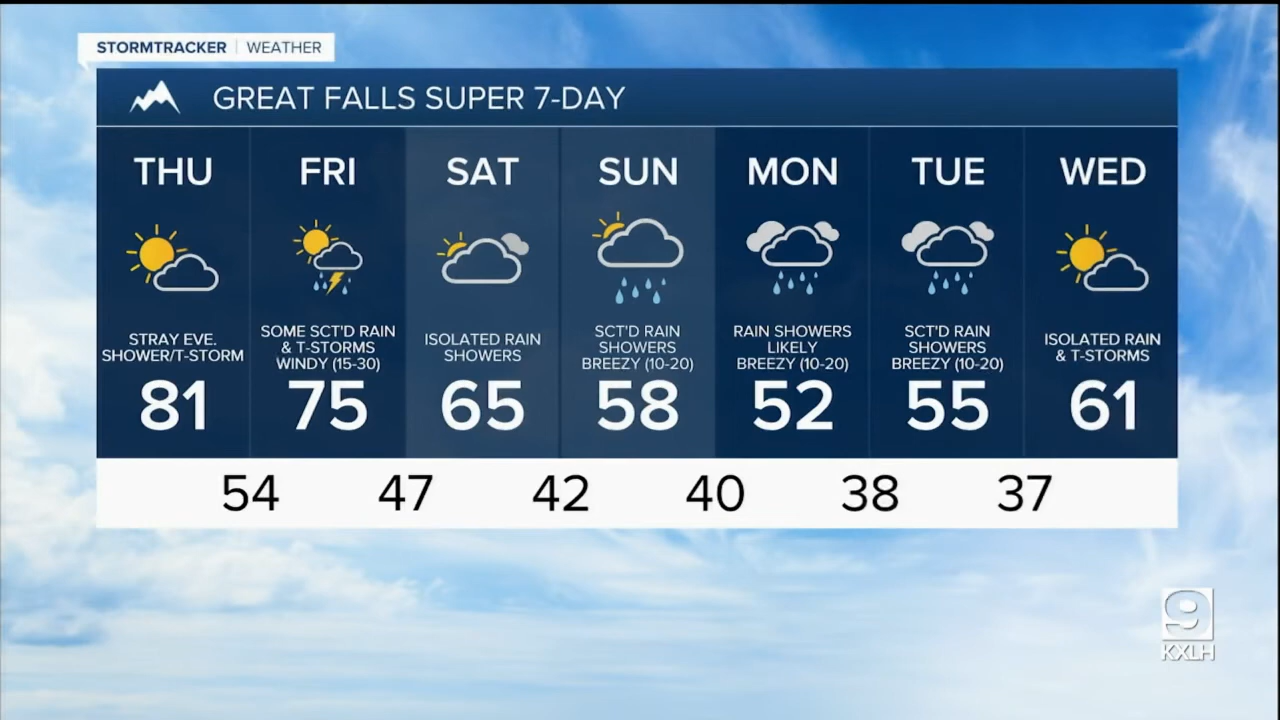 STORMTRACKER | WEATHER
GREAT FALLS SUPER 7-DAY
THU
STRAY EVE.
SHOWER/T-STORM
81
FRI
SOME SCT'D RAIN
& T-STORMS
WINDY (15-30)
75
SAT
ISOLATED RAIN
SHOWERS
65
SUN
SCT'D RAIN
SHOWERS
BREEZY (10-20)
58
MON
RAIN SHOWERS
LIKELY
BREEZY (10-20)
52
TUE
SCT'D RAIN
SHOWERS
BREEZY (10-20)
55
WED
ISOLATED RAIN
& T-STORMS
61
54 47 42 40 38 37
9
KXLH